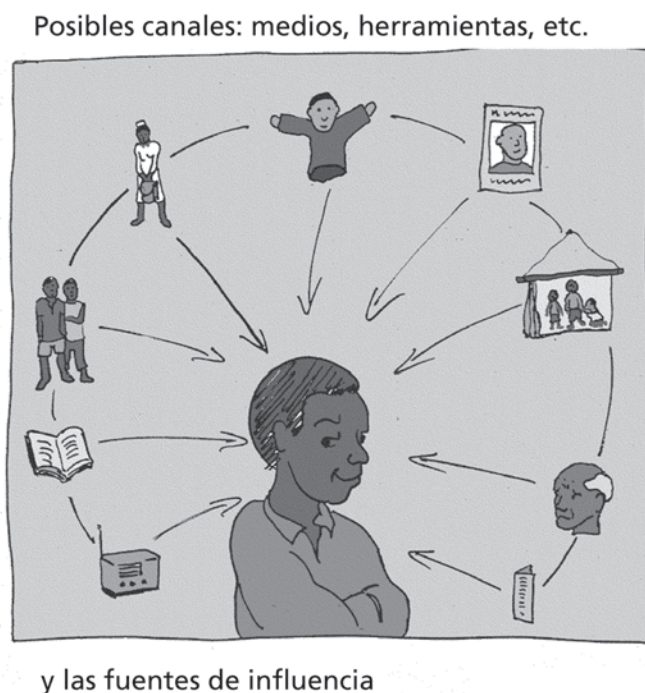 Posibles canales: medios, herramientas, etc.
y las fuentes de influencia